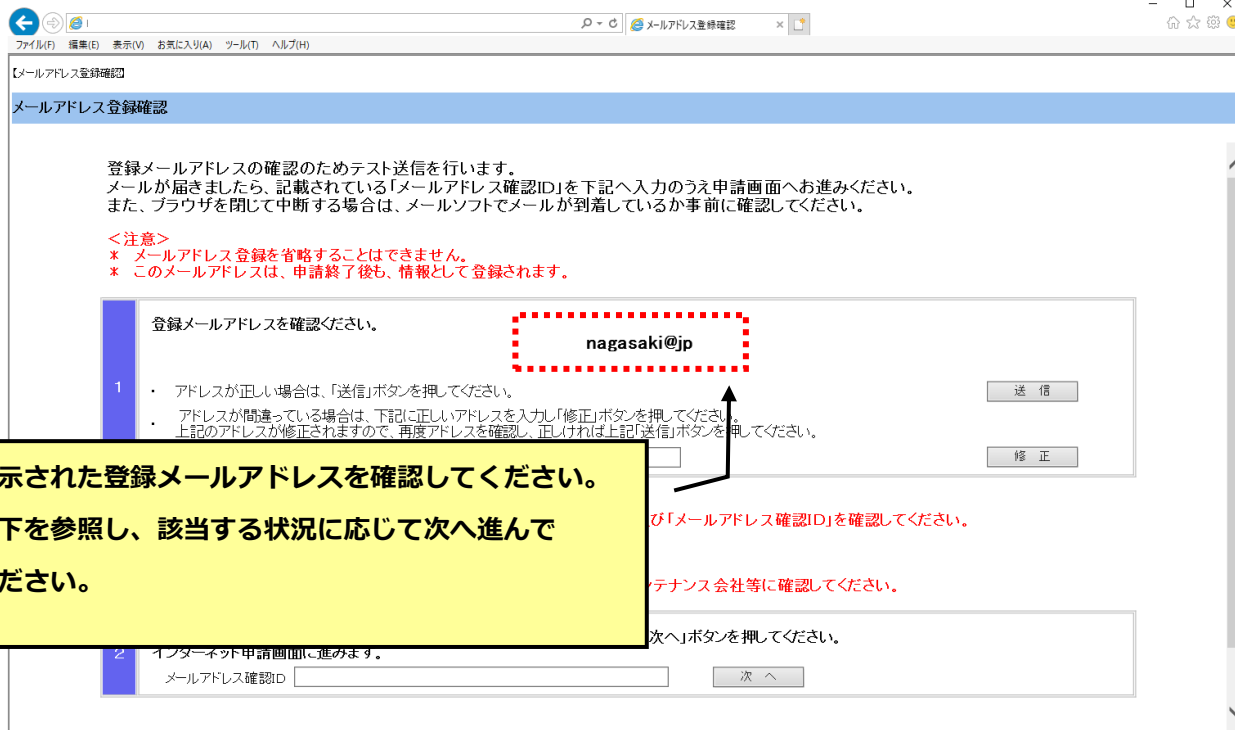 メールアドレス登録確認
ファイル(F) 編集(E) 表示(V) お気に入り(A) ツール(T) ヘルプ(H)
【メールアドレス登録確認】
メールアドレス登録確認
登録メールアドレスの確認のためテスト送信を行います。
メールが届きましたら、記載されている「メールアドレス確認ID」を下記へ入力のうえ申請画面へお進みください。
また、ブラウザを閉じて中断する場合は、メールソフトでメールが到着しているか事前に確認してください。
＜注意＞
* メールアドレス登録を省略することはできません。
* このメールアドレスは、申請終了後も、情報として登録されます。
登録メールアドレスを確認ください。
nagasaki@jp
1
・ アドレスが正しい場合は、「送信」ボタンを押してください。
送 信
・ アドレスが間違っている場合は、下記に正しいアドレスを入力し「修正」ボタンを押してください。
上記のアドレスが修正されますので、再度アドレスを確認し、正しければ上記「送信」ボタンを押してください。
修 正
示された登録メールアドレスを確認してください。
下を参照し、該当する状況に応じて次へ進んで
ださい。
び「メールアドレス確認ID」を確認してください。
テナンス会社等に確認してください。
次へ」ボタンを押してください。
2
インターネット申請画面に進みます。
メールアドレス確認ID
次 へ